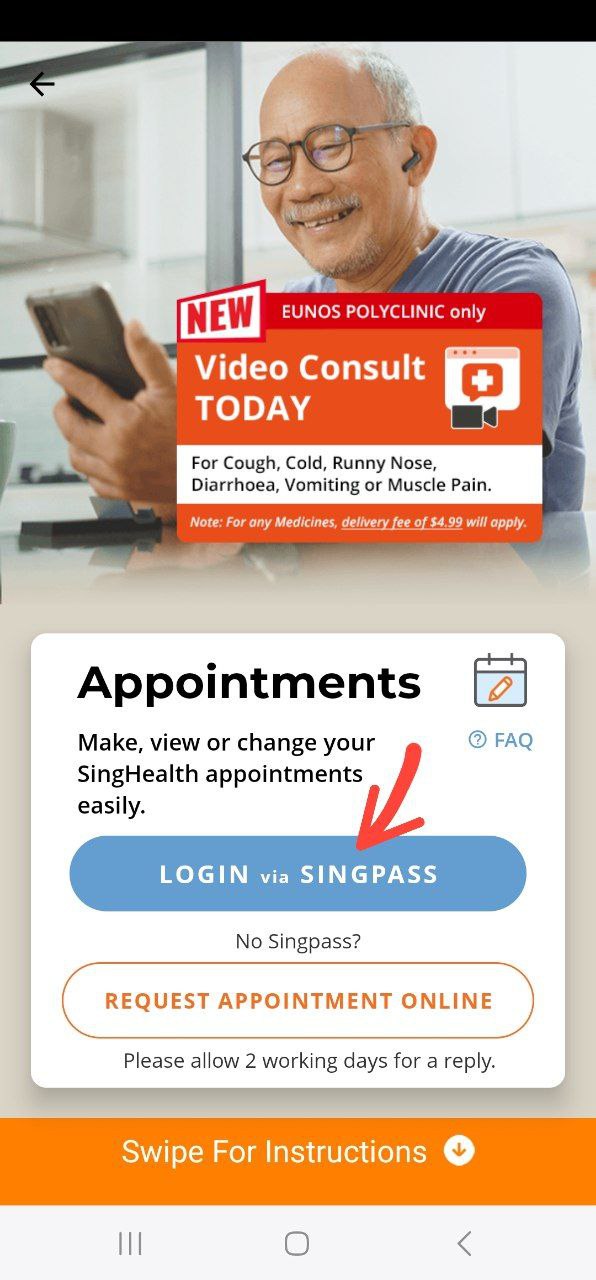 NEW
EUNOS POLYCLINIC only
Video Consult
TODAY
For Cough, Cold, Runny Nose,
Diarrhoea, Vomiting or Muscle Pain.
Note: For any Medicines, delivery fee of $4.99 will apply.
Appointments
Make, view or change your
SingHealth appointments
easily.
FAQ
LOGIN via SINGPASS
No Singpass?
REQUEST APPOINTMENT ONLINE
Please allow 2 working days for a reply.
Swipe For Instructions